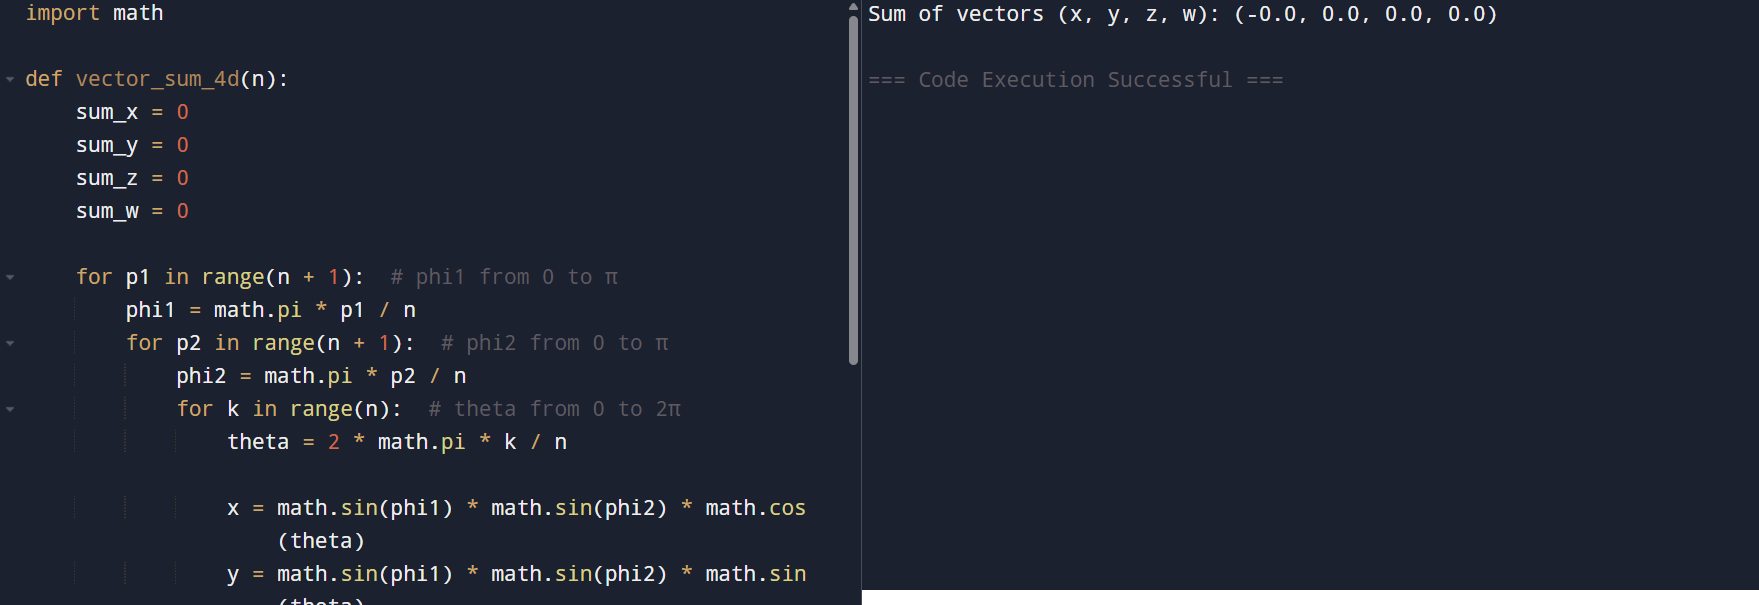 import math
def vector_sum_4d(n):
sum_x = 0
sum_y = 0
sum_z = 0
sum_w = 0
for p1 in range(n + 1):  # phi1 from 0 to π
phi1 = math.pi * p1 / n
for p2 in range(n + 1):  # phi2 from 0 to π
phi2 = math.pi * p2 / n
for k in range(n):  # theta from 0 to 2π
theta = 2 * math.pi * k / n
x = math.sin(phi1) * math.sin(phi2) * math.cos
(theta)
y = math.sin(phi1) * math.sin(phi2) * math.sin
(theta)
Sum of vectors (x, y, z, w): (-0.0, 0.0, 0.0, 0.0)
=== Code Execution Successful ===